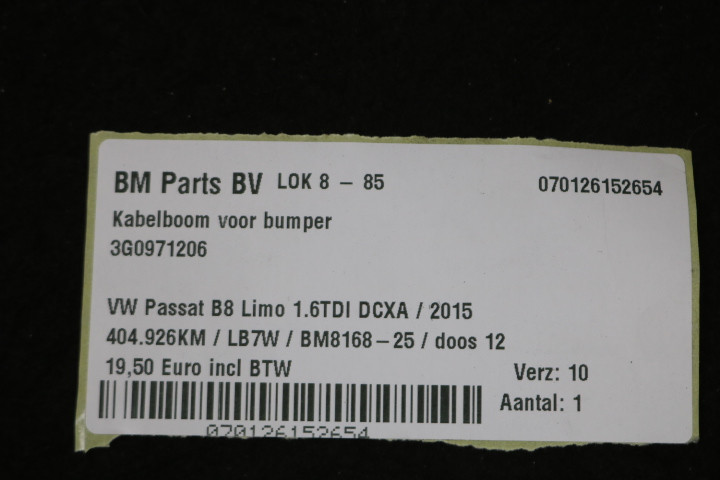 BM Parts BV LOK 8 – 85 070126152654
Kabelboom voor bumper
3G0971206
VW Passat B8 Limo 1.6TDI DCXA / 2015
404.926KM / LB7W / BM8168-25 / doos 12
19,50 Euro incl BTW Verz: 10
Aantal: 1
070126152654